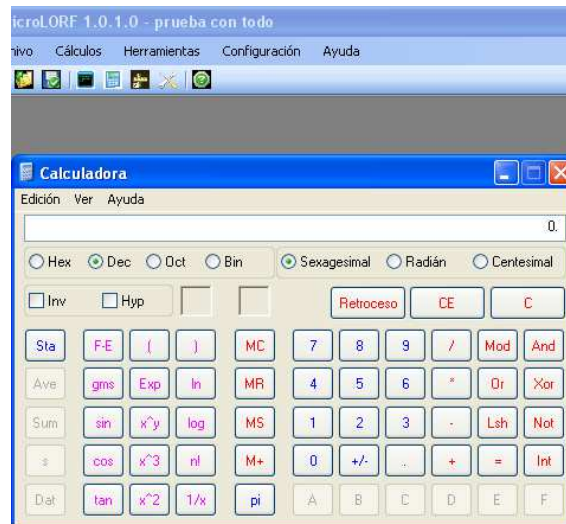 icroLORF 1.0.1.0 - prueba con todo
ivo Cálculos Herramientas Configuración Ayuda
Calculadora
Edición Ver Ayuda
0.
Hex Dec Oct Bin Sexagesimal Radián Centesimal
Inv Hyp Retroceso CE C
Sta F-E ( ) MC 7 8 9 / Mod And
Ave gms Exp ln MR 4 5 6 * Or Xor
Sum sin x^y log MS 1 2 3 - Lsh Not
s cos x^3 n! M+ 0 +/- . + = Int
Dat tan x^2 1/x pi A B C D E F